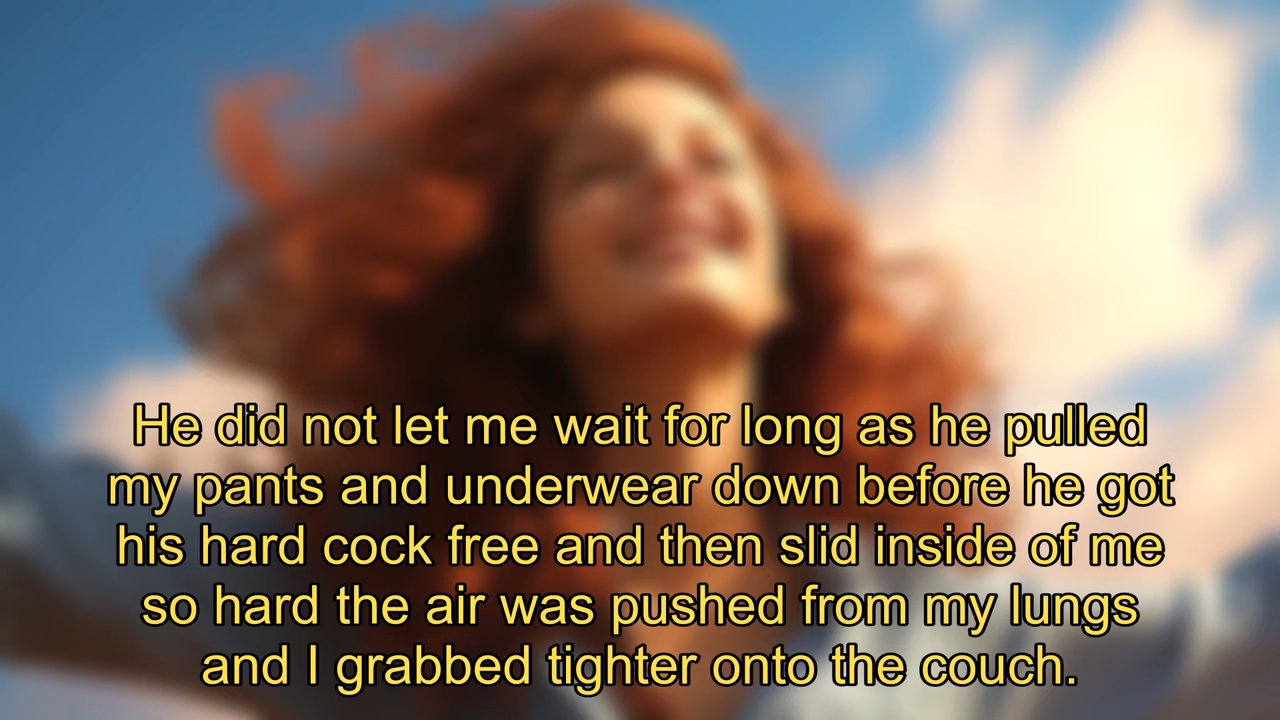 He did not let me wait for long as he pulled
my pants and underwear down before he got
his hard cock free and then slid inside of me
so hard the air was pushed from my lungs
and I grabbed tighter onto the couch.